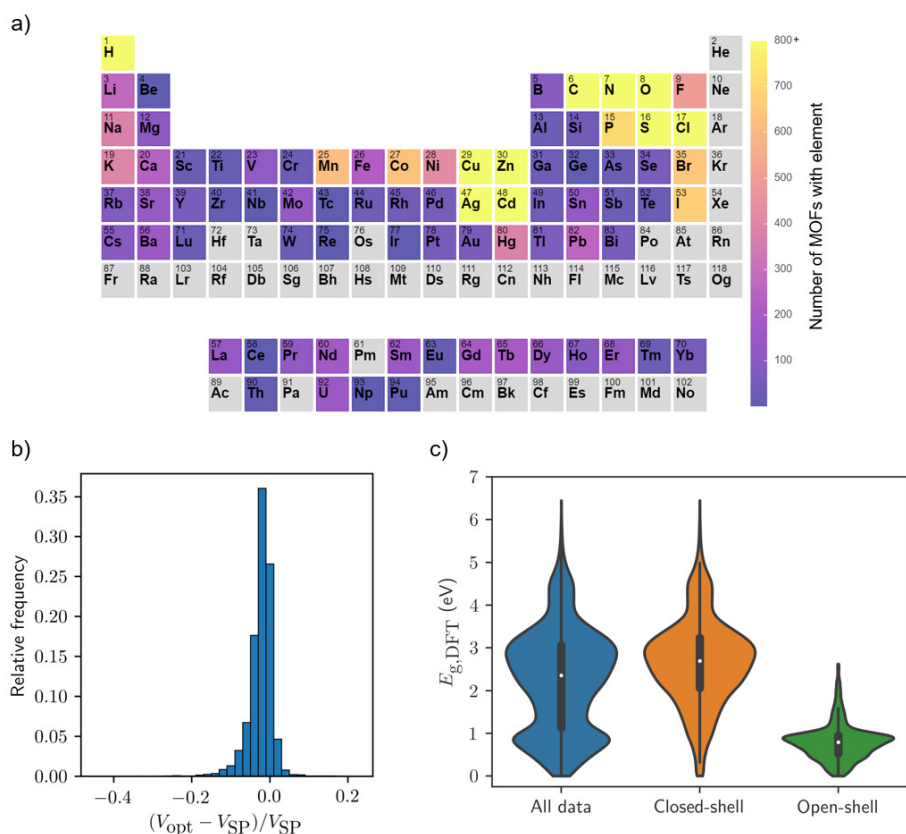 a)
1 2
H He
3 4 5 6 7 8 9 10
Li Be B C N O F Ne
11 12 13 14 15 16 17 18
Na Mg Al Si P S Cl Ar
19 20 21 22 23 24 25 26 27 28 29 30 31 32 33 34 35 36
K Ca Sc Ti V Cr Mn Fe Co Ni Cu Zn Ga Ge As Se Br Kr
37 38 39 40 41 42 43 44 45 46 47 48 49 50 51 52 53 54
Rb Sr Y Zr Nb Mo Tc Ru Rh Pd Ag Cd In Sn Sb Te I Xe
55 56 71 72 73 74 75 76 77 78 79 80 81 82 83 84 85 86
Cs Ba Lu Hf Ta W Re Os Ir Pt Au Hg Tl Pb Bi Po At Rn
87 88 103 104 105 106 107 108 109 110 111 112 113 114 115 116 117 118
Fr Ra Lr Rf Db Sg Bh Hs Mt Ds Rg Cn Nh Fl Mc Lv Ts Og
57 58 59 60 61 62 63 64 65 66 67 68 69 70
La Ce Pr Nd Pm Sm Eu Gd Tb Dy Ho Er Tm Yb
89 90 91 92 93 94 95 96 97 98 99 100 101 102
Ac Th Pa U Np Pu Am Cm Bk Cf Es Fm Md No
800+
700
600
500
400
300
200
100
Number of MOFs with element
b)
0.35
0.30
0.25
0.20
0.15
0.10
0.05
0.00
Relative frequency
−0.4 −0.2 0.0 0.2
(V_opt − V_SP)/V_SP
c)
7
6
5
4
3
2
1
0
E_g,DFT (eV)
All data Closed-shell Open-shell